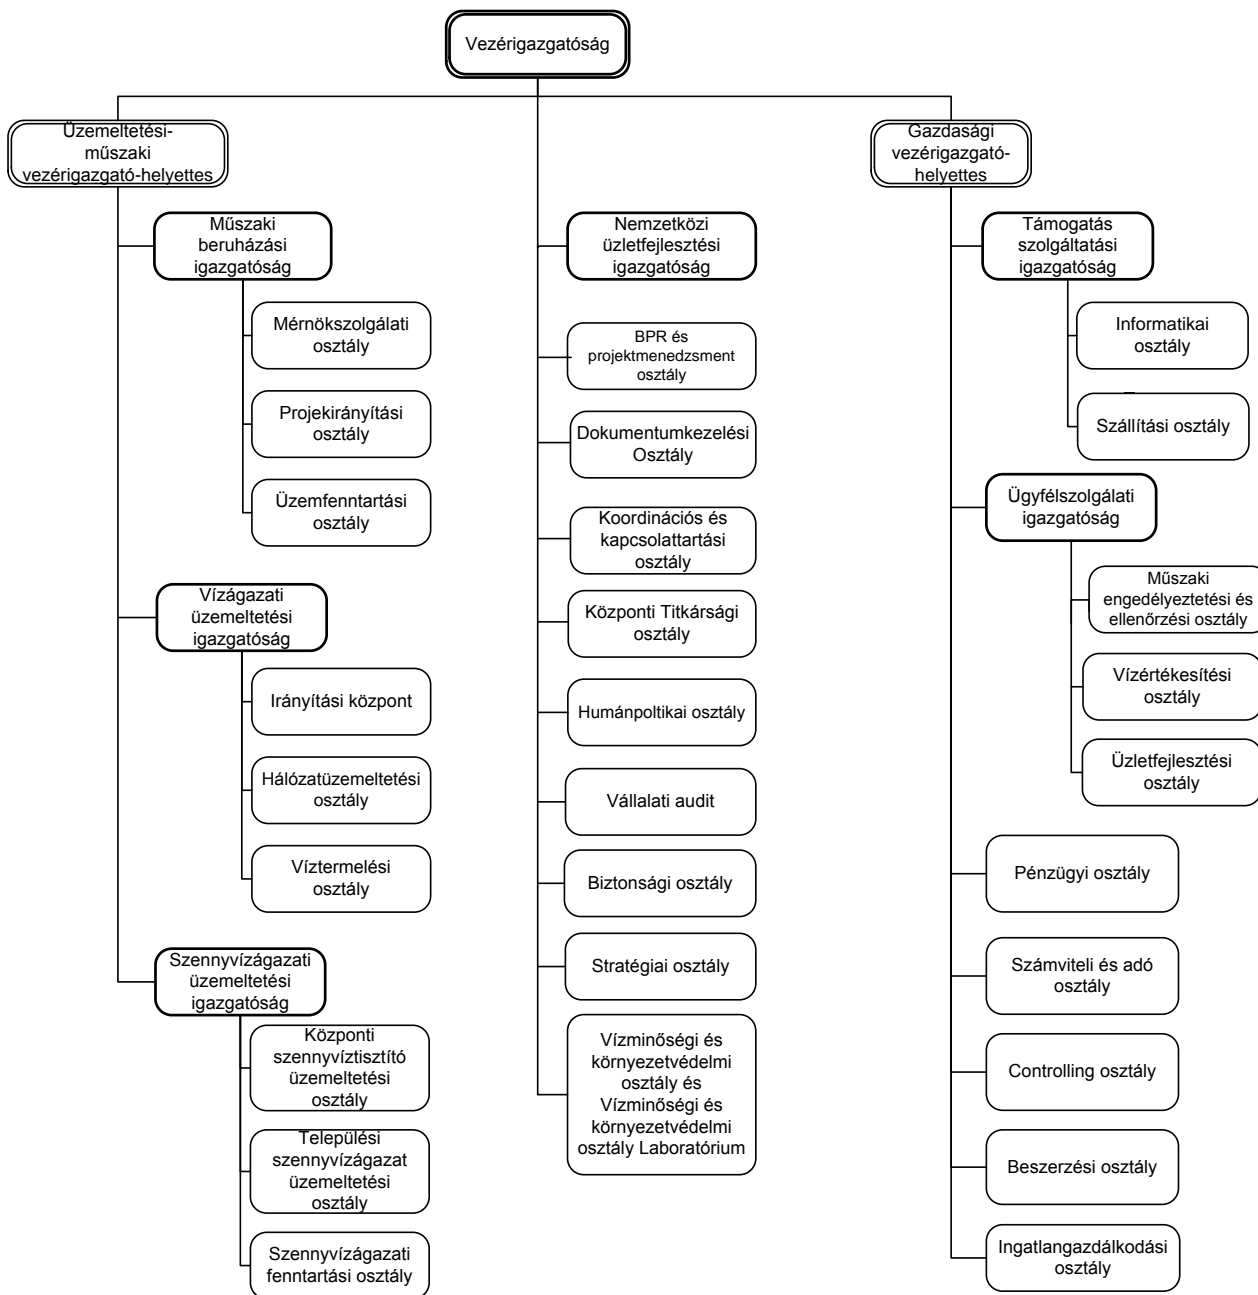 Vezérigazgatóság
Üzemeltetési-
műszaki
vezérigazgató-helyettes
Műszaki
beruházási
igazgatóság
Mérnökszolgálati
osztály
Projekirányítási
osztály
Üzemfenntartási
osztály
Vízágazati
üzemeltetési
igazgatóság
Irányítási központ
Hálózatüzemeltetési
osztály
Víztermelési
osztály
Szennyvízágazati
üzemeltetési
igazgatóság
Központi
szennyvíztisztító
üzemeltetési
osztály
Települési
szennyvízágazat
üzemeltetési
osztály
Szennyvízágazati
fenntartási osztály
Nemzetközi
üzletfejlesztési
igazgatóság
BPR és
projektmenedzsment
osztály
Dokumentumkezelési
Osztály
Koordinációs és
kapcsolattartási
osztály
Központi Titkársági
osztály
Humánpoltikai osztály
Vállalati audit
Biztonsági osztály
Stratégiai osztály
Vízminőségi és
környezetvédelmi
osztály és
Vízminőségi és
környezetvédelmi
osztály Laboratórium
Gazdasági
vezérigazgató-
helyettes
Támogatás
szolgáltatási
igazgatóság
Informatikai
osztály
Szállítási osztály
Ügyfélszolgálati
igazgatóság
Műszaki
engedélyeztetési és
ellenőrzési osztály
Vízértékesítési
osztály
Üzletfejlesztési
osztály
Pénzügyi osztály
Számviteli és adó
osztály
Controlling osztály
Beszerzési osztály
Ingatlangazdálkodási
osztály